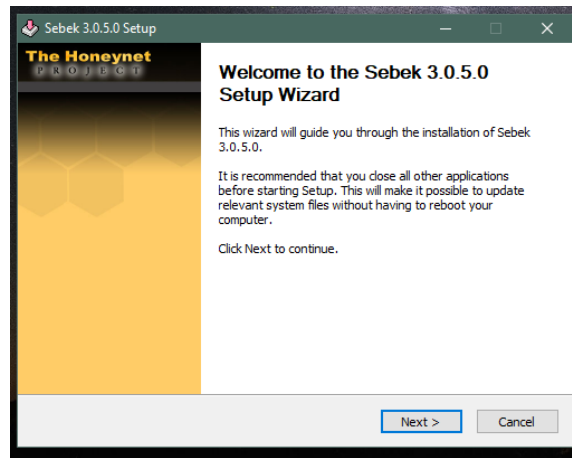 Sebek 3.0.5.0 Setup
The Honeynet
PROJECT
Welcome to the Sebek 3.0.5.0
Setup Wizard
This wizard will guide you through the installation of Sebek
3.0.5.0.
It is recommended that you close all other applications
before starting Setup. This will make it possible to update
relevant system files without having to reboot your
computer.
Click Next to continue.
Next >
Cancel